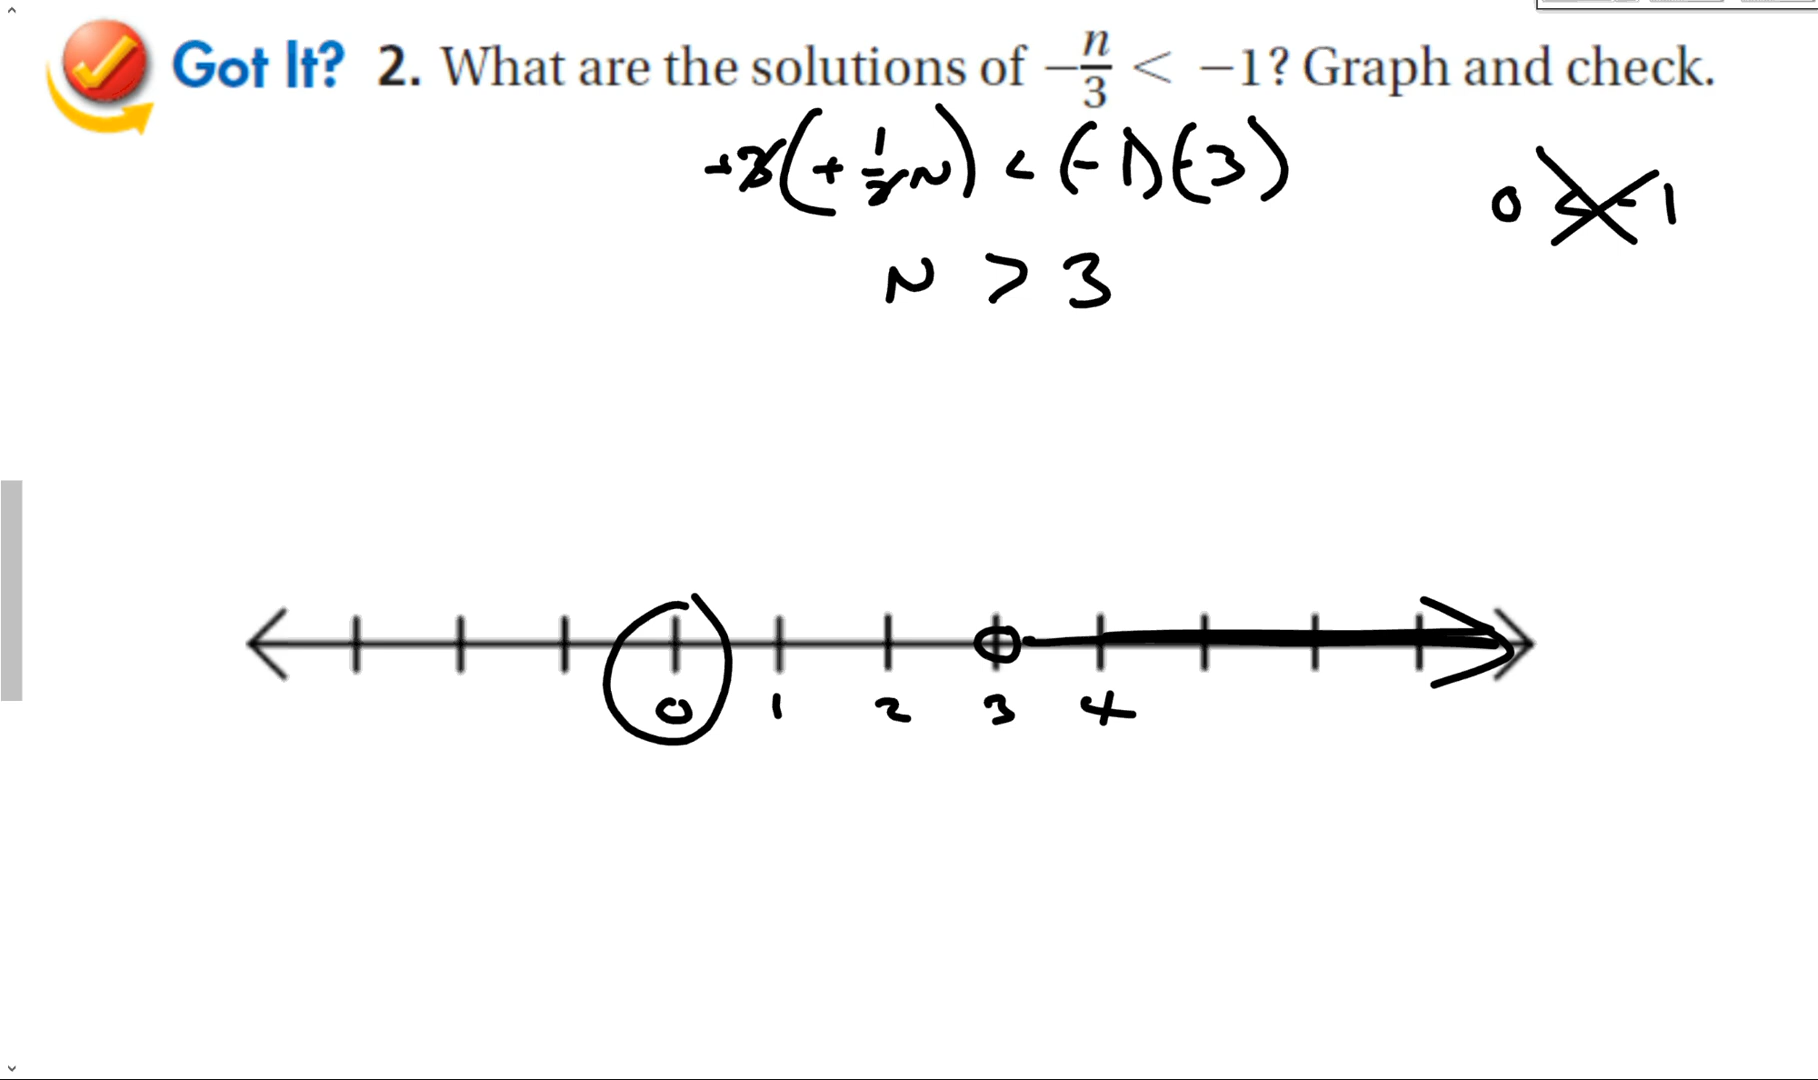 Got It? 2. What are the solutions of −n/3 < −1? Graph and check.
+3(+ 1/3 N) < (-1)(-3)
0 < -1
N > 3
0 1 2 3 4